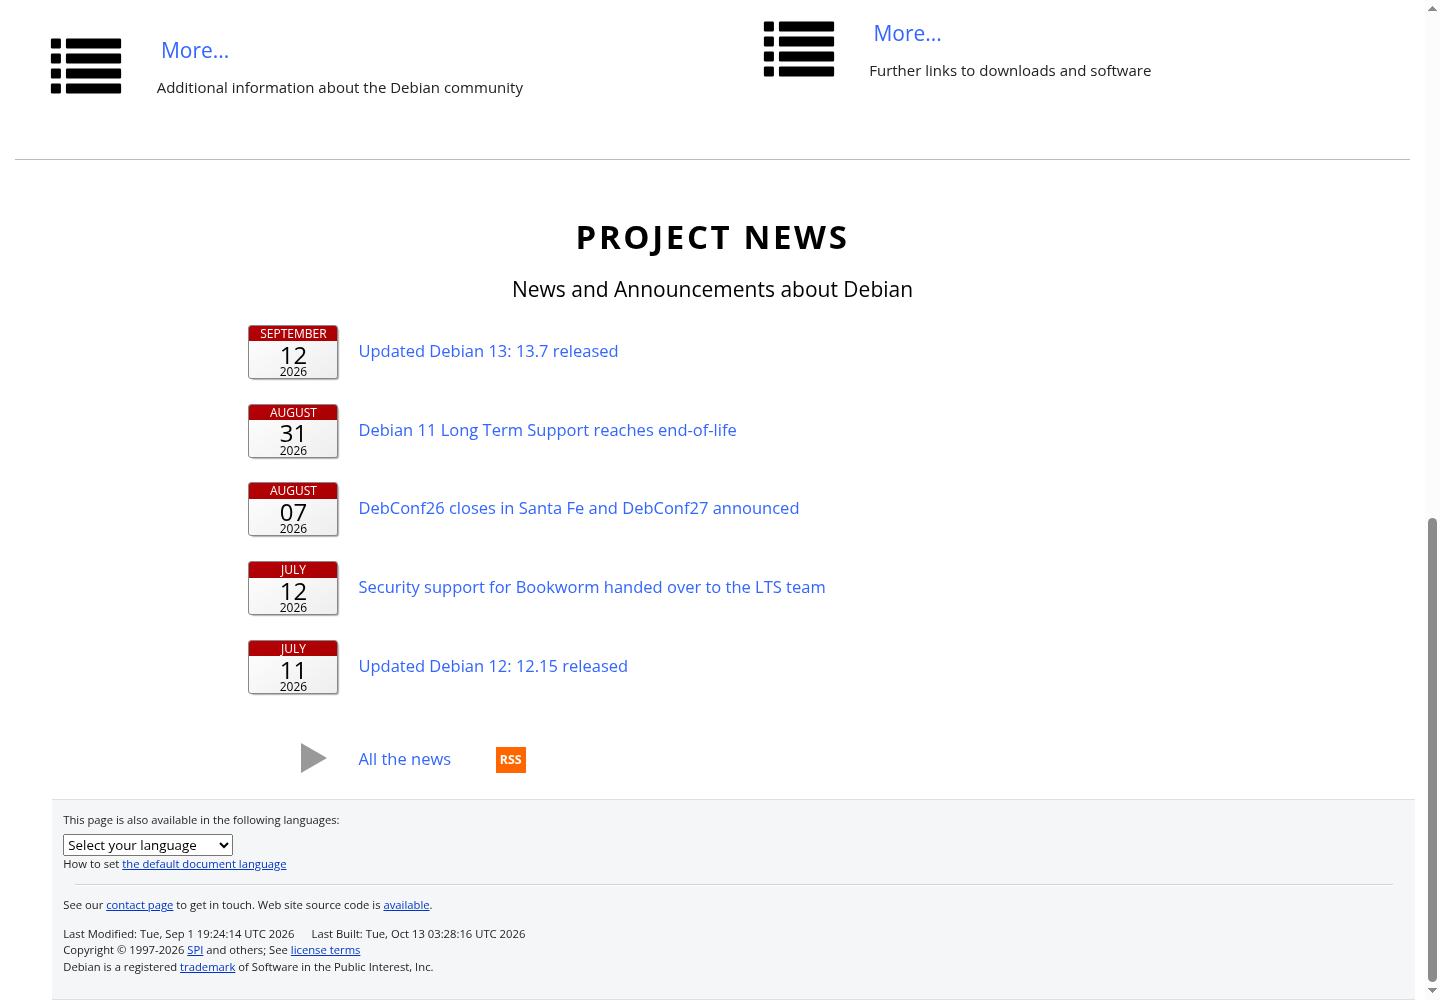 More...
Additional information about the Debian community
More...
Further links to downloads and software
PROJECT NEWS
News and Announcements about Debian
SEPTEMBER
12
2026
Updated Debian 13: 13.7 released
AUGUST
31
2026
Debian 11 Long Term Support reaches end-of-life
AUGUST
07
2026
DebConf26 closes in Santa Fe and DebConf27 announced
JULY
12
2026
Security support for Bookworm handed over to the LTS team
JULY
11
2026
Updated Debian 12: 12.15 released
All the news
RSS
This page is also available in the following languages:
Select your language
How to set the default document language
See our contact page to get in touch. Web site source code is available.
Last Modified: Tue, Sep 1 19:24:14 UTC 2026 Last Built: Tue, Oct 13 03:28:16 UTC 2026
Copyright © 1997-2026 SPI and others; See license terms
Debian is a registered trademark of Software in the Public Interest, Inc.